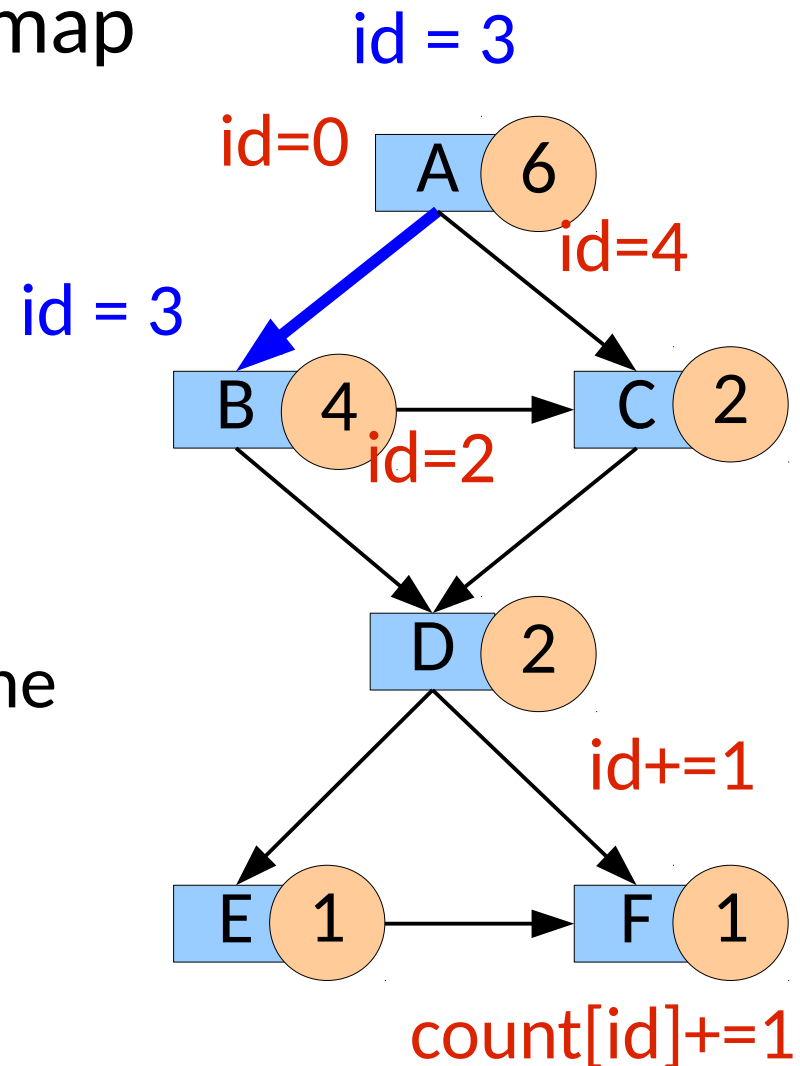 map
id = 3
id=0
A 6
id=4
id = 3
B 4
C 2
id=2
D 2
id+=1
E 1
F 1
count[id]+=1